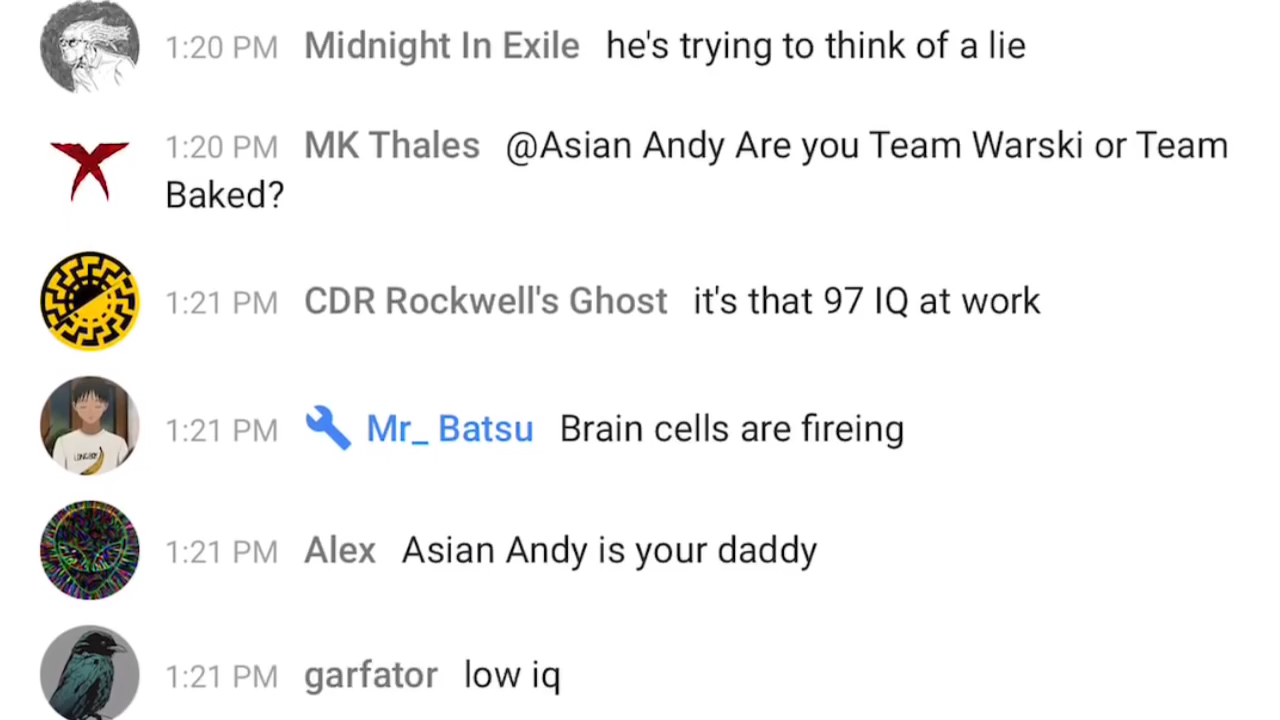 1:20 PM Midnight In Exile he's trying to think of a lie
1:20 PM MK Thales @Asian Andy Are you Team Warski or Team
Baked?
1:21 PM CDR Rockwell's Ghost it's that 97 IQ at work
1:21 PM Mr_ Batsu Brain cells are fireing
1:21 PM Alex Asian Andy is your daddy
1:21 PM garfator low iq